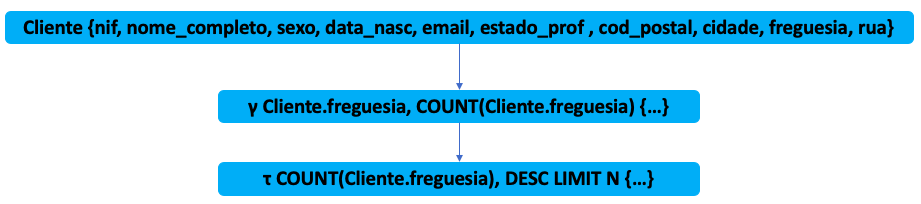 Cliente {nif, nome_completo, sexo, data_nasc, email, estado_prof , cod_postal, cidade, freguesia, rua}
γ Cliente.freguesia, COUNT(Cliente.freguesia) {...}
τ COUNT(Cliente.freguesia), DESC LIMIT N {...}